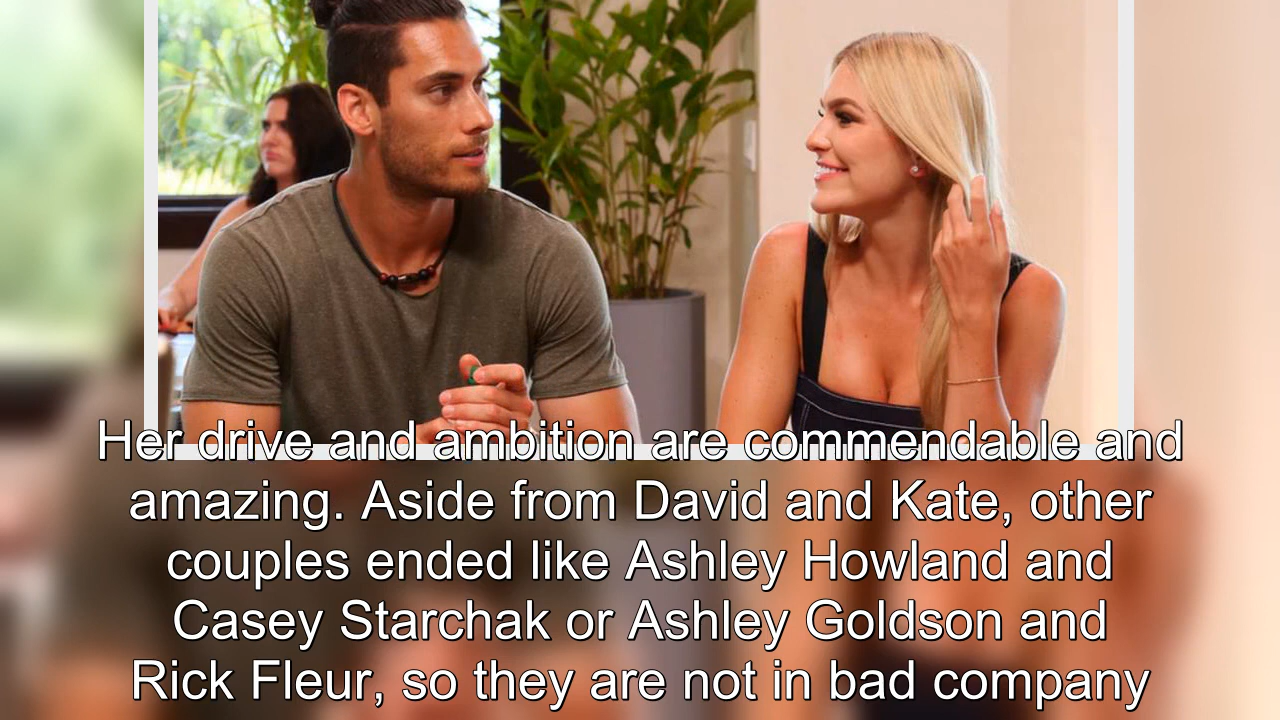 Her drive and ambition are commendable and
amazing. Aside from David and Kate, other
couples ended like Ashley Howland and
Casey Starchak or Ashley Goldson and
Rick Fleur, so they are not in bad company